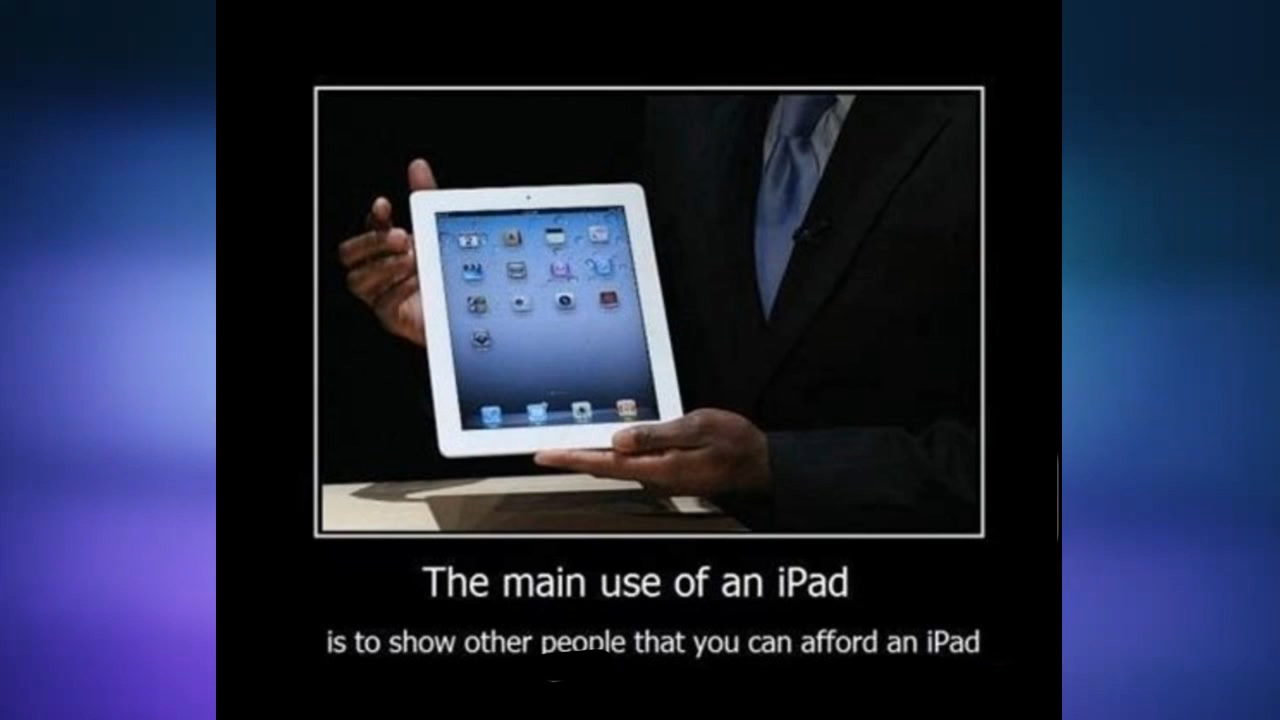 The main use of an iPad
is to show other people that you can afford an iPad